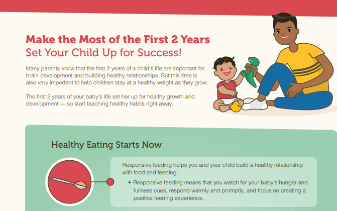 Make the Most of the First 2 Years
Set Your Child Up for Success!
Many parents know that the first 2 years of a child's life are important for
brain development and building healthy relationships. But this time is
also very important to help children stay at a healthy weight as they grow.
The first 2 years of your baby's life set her up for healthy growth and
development — so start teaching healthy habits right away.
Healthy Eating Starts Now
Responsive feeding helps you and your child build a healthy relationship
with food and feeding.
• Responsive feeding means that you watch for your baby's hunger and
fullness cues, respond warmly and promptly, and focus on creating a
positive feeding experience.